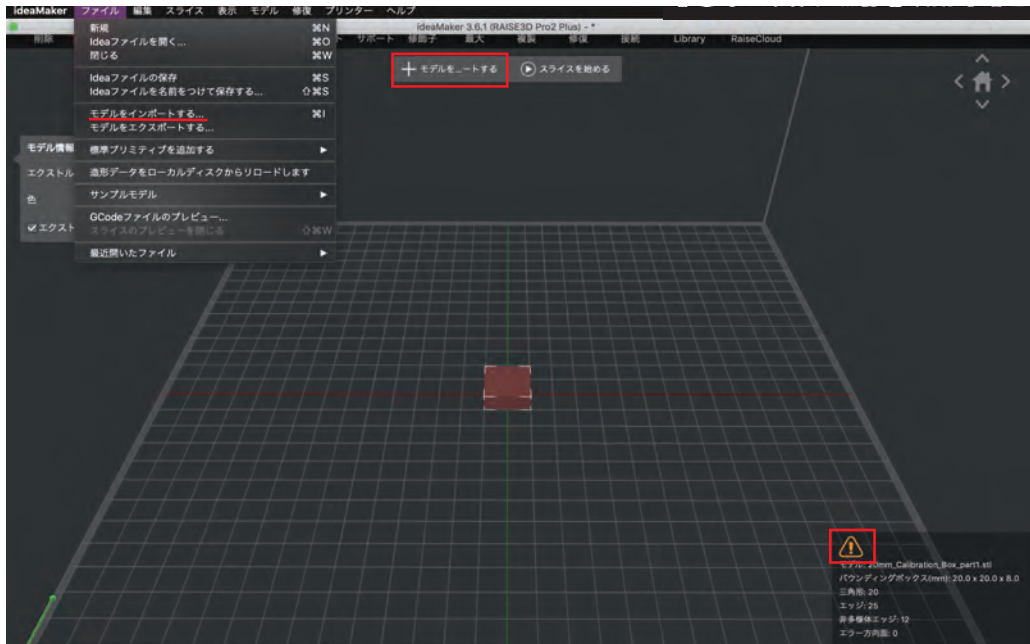 ideaMaker ファイル 編集 スライス 表示 モデル 修復 プリンター ヘルプ
ideaMaker 3.6.1 (RAISE3D Pro2 Plus) - *
削除 サポート 修飾子 最大 複製 修復 接続 Library RaiseCloud
新規 ⌘N
Ideaファイルを開く... ⌘O
閉じる ⌘W
Ideaファイルの保存 ⌘S
Ideaファイルを名前をつけて保存する... ⇧⌘S
モデルをインポートする... ⌘I
モデルをエクスポートする...
標準プリミティブを追加する
造形データをローカルディスクからリロードします
サンプルモデル
GCodeファイルのプレビュー...
スライスのプレビューを閉じる ⇧⌘W
最近開いたファイル
モデルを...ートする
スライスを始める
モデル情報
エクストル
色
エクスト
モデル: 20mm_Calibration_Box_part1.stl
バウンディングボックス(mm): 20.0 x 20.0 x 8.0
三角形: 20
エッジ: 25
非多様体エッジ: 12
エラー方向面: 0